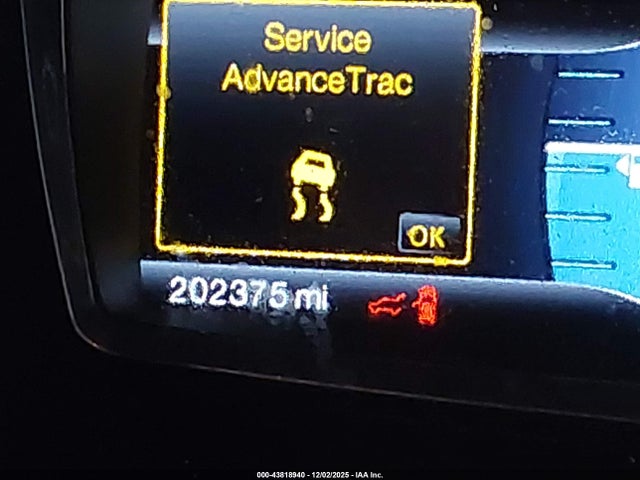 Service
AdvanceTrac
OK
202375 mi
000-43818940 - 12/02/2025 - IAA Inc.